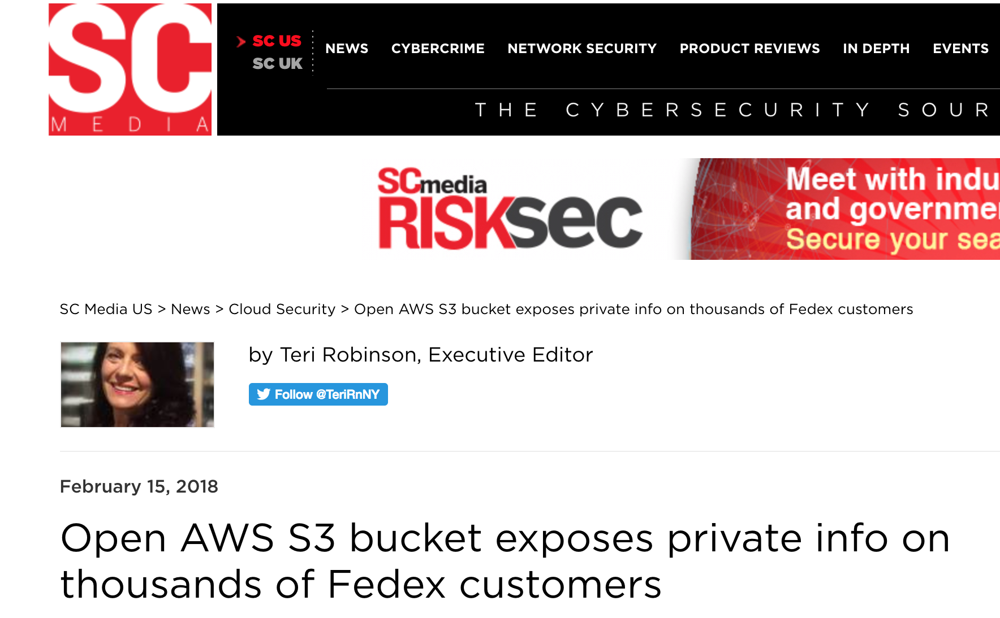 SC
MEDIA
SC US
SC UK
NEWS CYBERCRIME NETWORK SECURITY PRODUCT REVIEWS IN DEPTH EVENTS
THE CYBERSECURITY SOUR
SCmedia
RISKsec
Meet with indu
and governme
Secure your sea
SC Media US > News > Cloud Security > Open AWS S3 bucket exposes private info on thousands of Fedex customers
by Teri Robinson, Executive Editor
Follow @TeriRnNY
February 15, 2018
Open AWS S3 bucket exposes private info on
thousands of Fedex customers